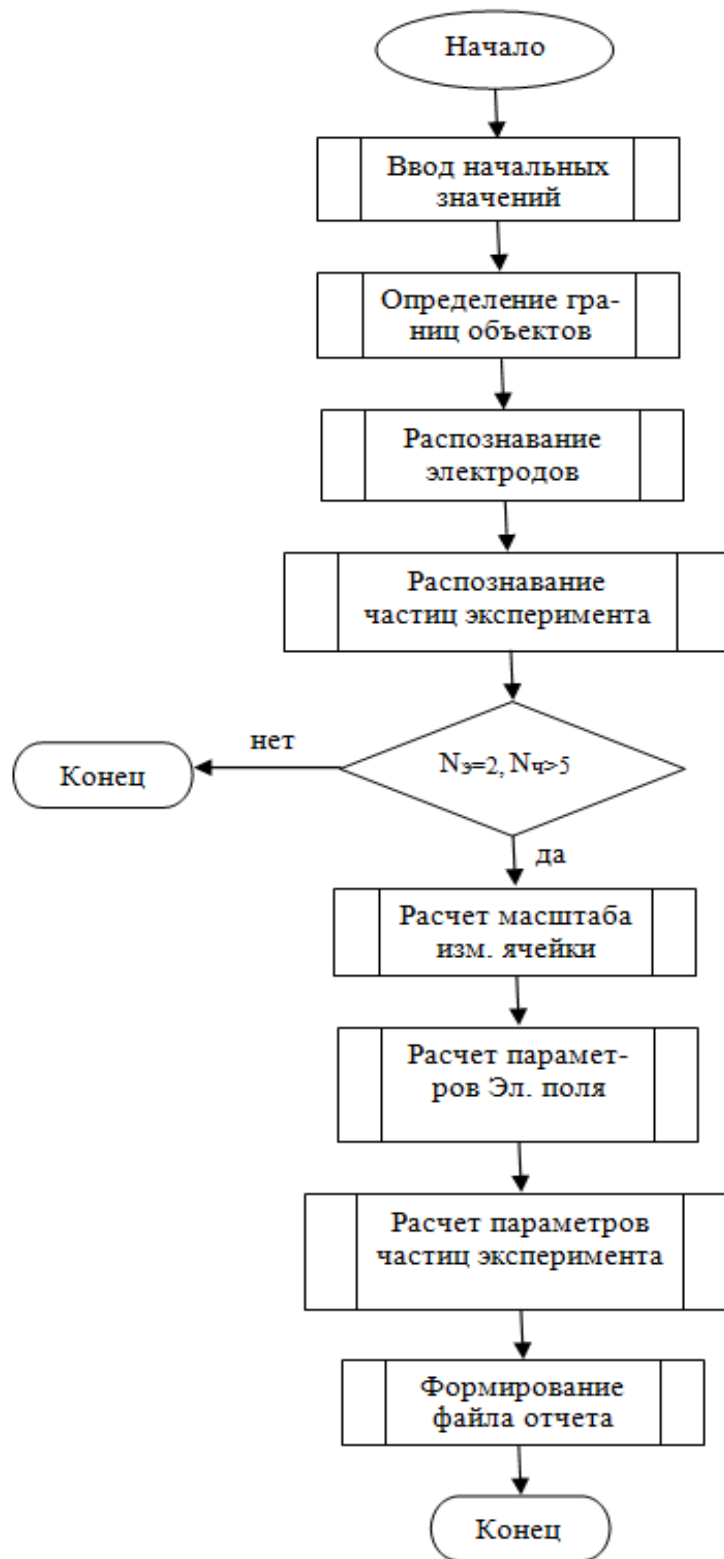 Начало
Ввод начальных
значений
Определение гра-
ниц объектов
Распознавание
электродов
Распознавание
частиц эксперимента
нет
Nэ=2, Nч>5
Конец
да
Расчет масштаба
изм. ячейки
Расчет парамет-
ров Эл. поля
Расчет параметров
частиц эксперимента
Формирование
файла отчета
Конец